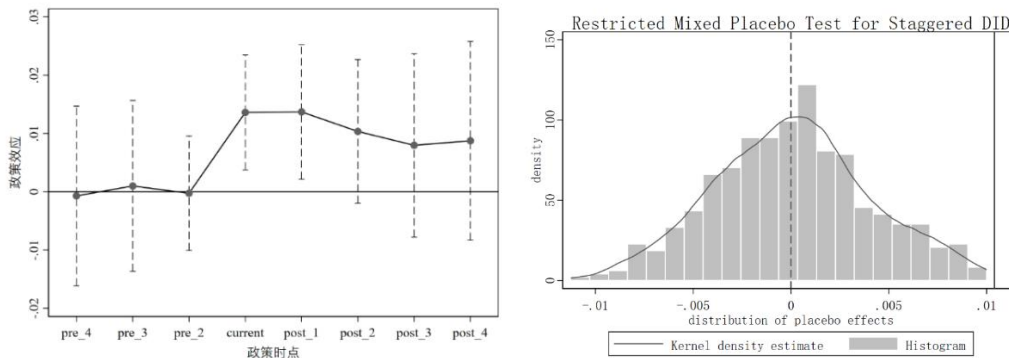 .03
.02
.01
0
-.01
-.02
政策效应
pre_4 pre_3 pre_2 current post_1 post_2 post_3 post_4
政策时点
Restricted Mixed Placebo Test for Staggered DID
150
100
50
0
density
-.01 -.005 0 .005 .01
distribution of placebo effects
Kernel density estimate Histogram